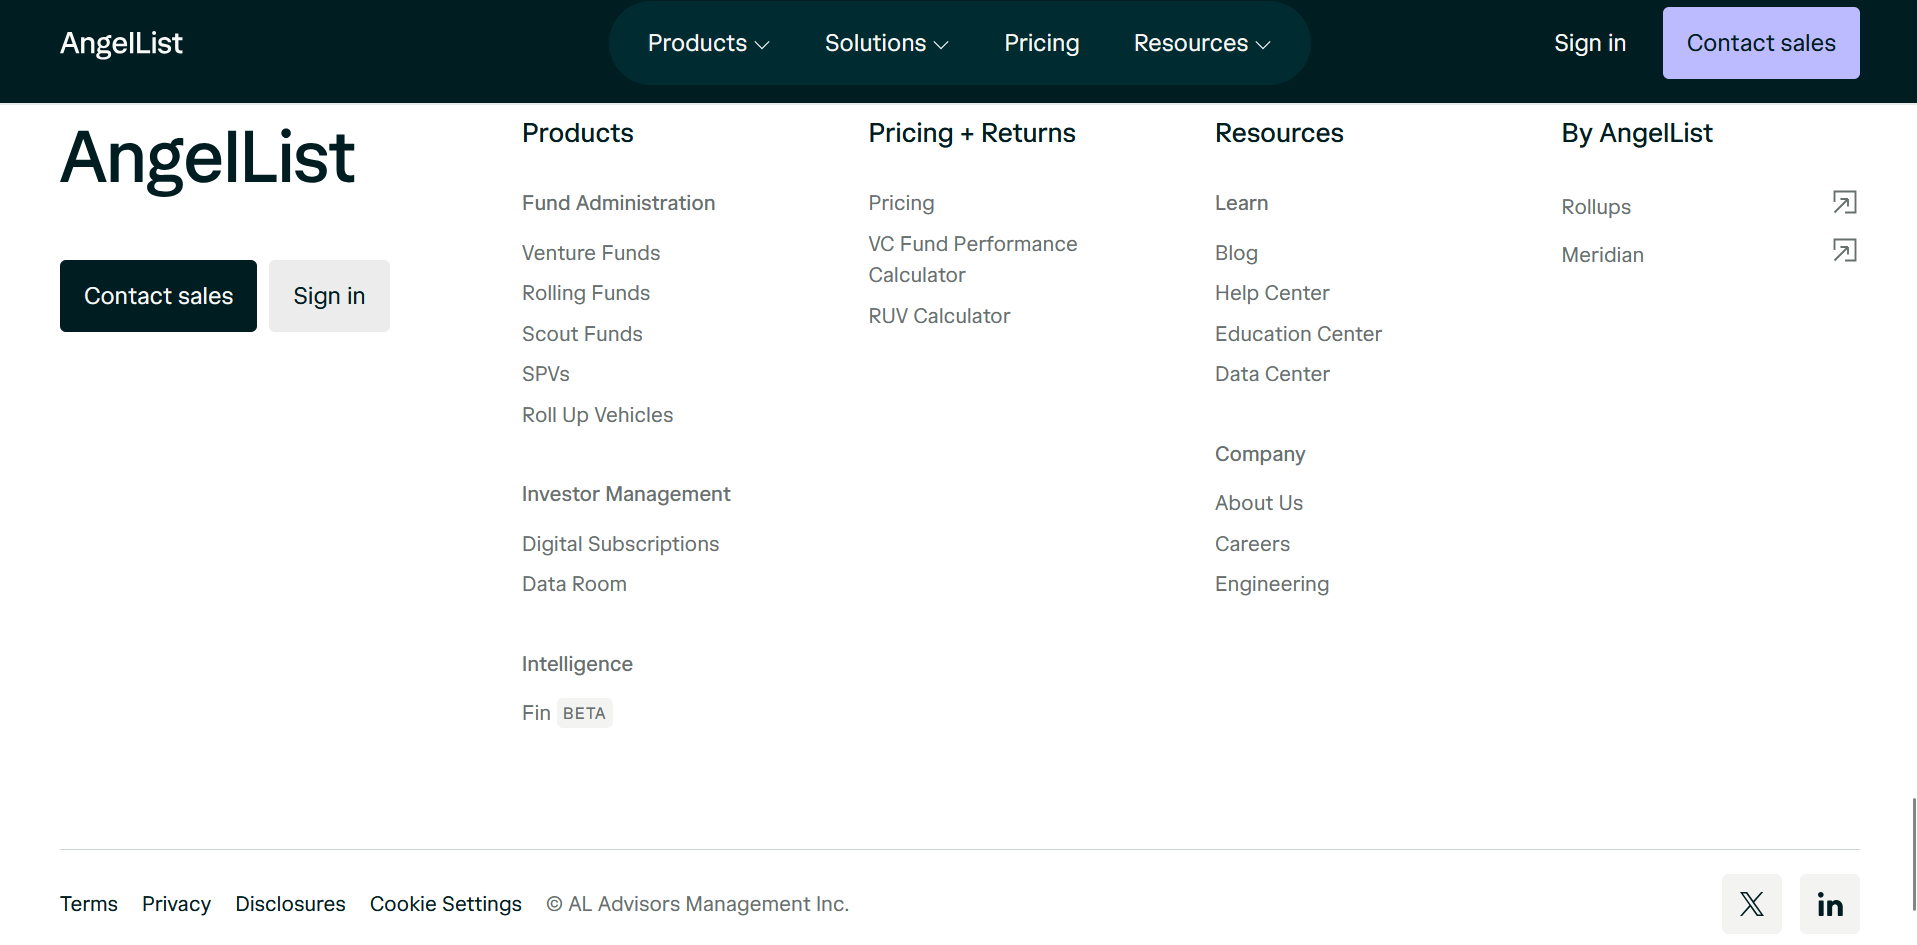 AngelList
Products
Solutions
Pricing
Resources
Sign in
Contact sales
AngelList
Contact sales
Sign in
Products
Fund Administration
Venture Funds
Rolling Funds
Scout Funds
SPVs
Roll Up Vehicles
Investor Management
Digital Subscriptions
Data Room
Intelligence
Fin BETA
Pricing + Returns
Pricing
VC Fund Performance
Calculator
RUV Calculator
Resources
Learn
Blog
Help Center
Education Center
Data Center
Company
About Us
Careers
Engineering
By AngelList
Rollups
Meridian
Terms
Privacy
Disclosures
Cookie Settings
© AL Advisors Management Inc.